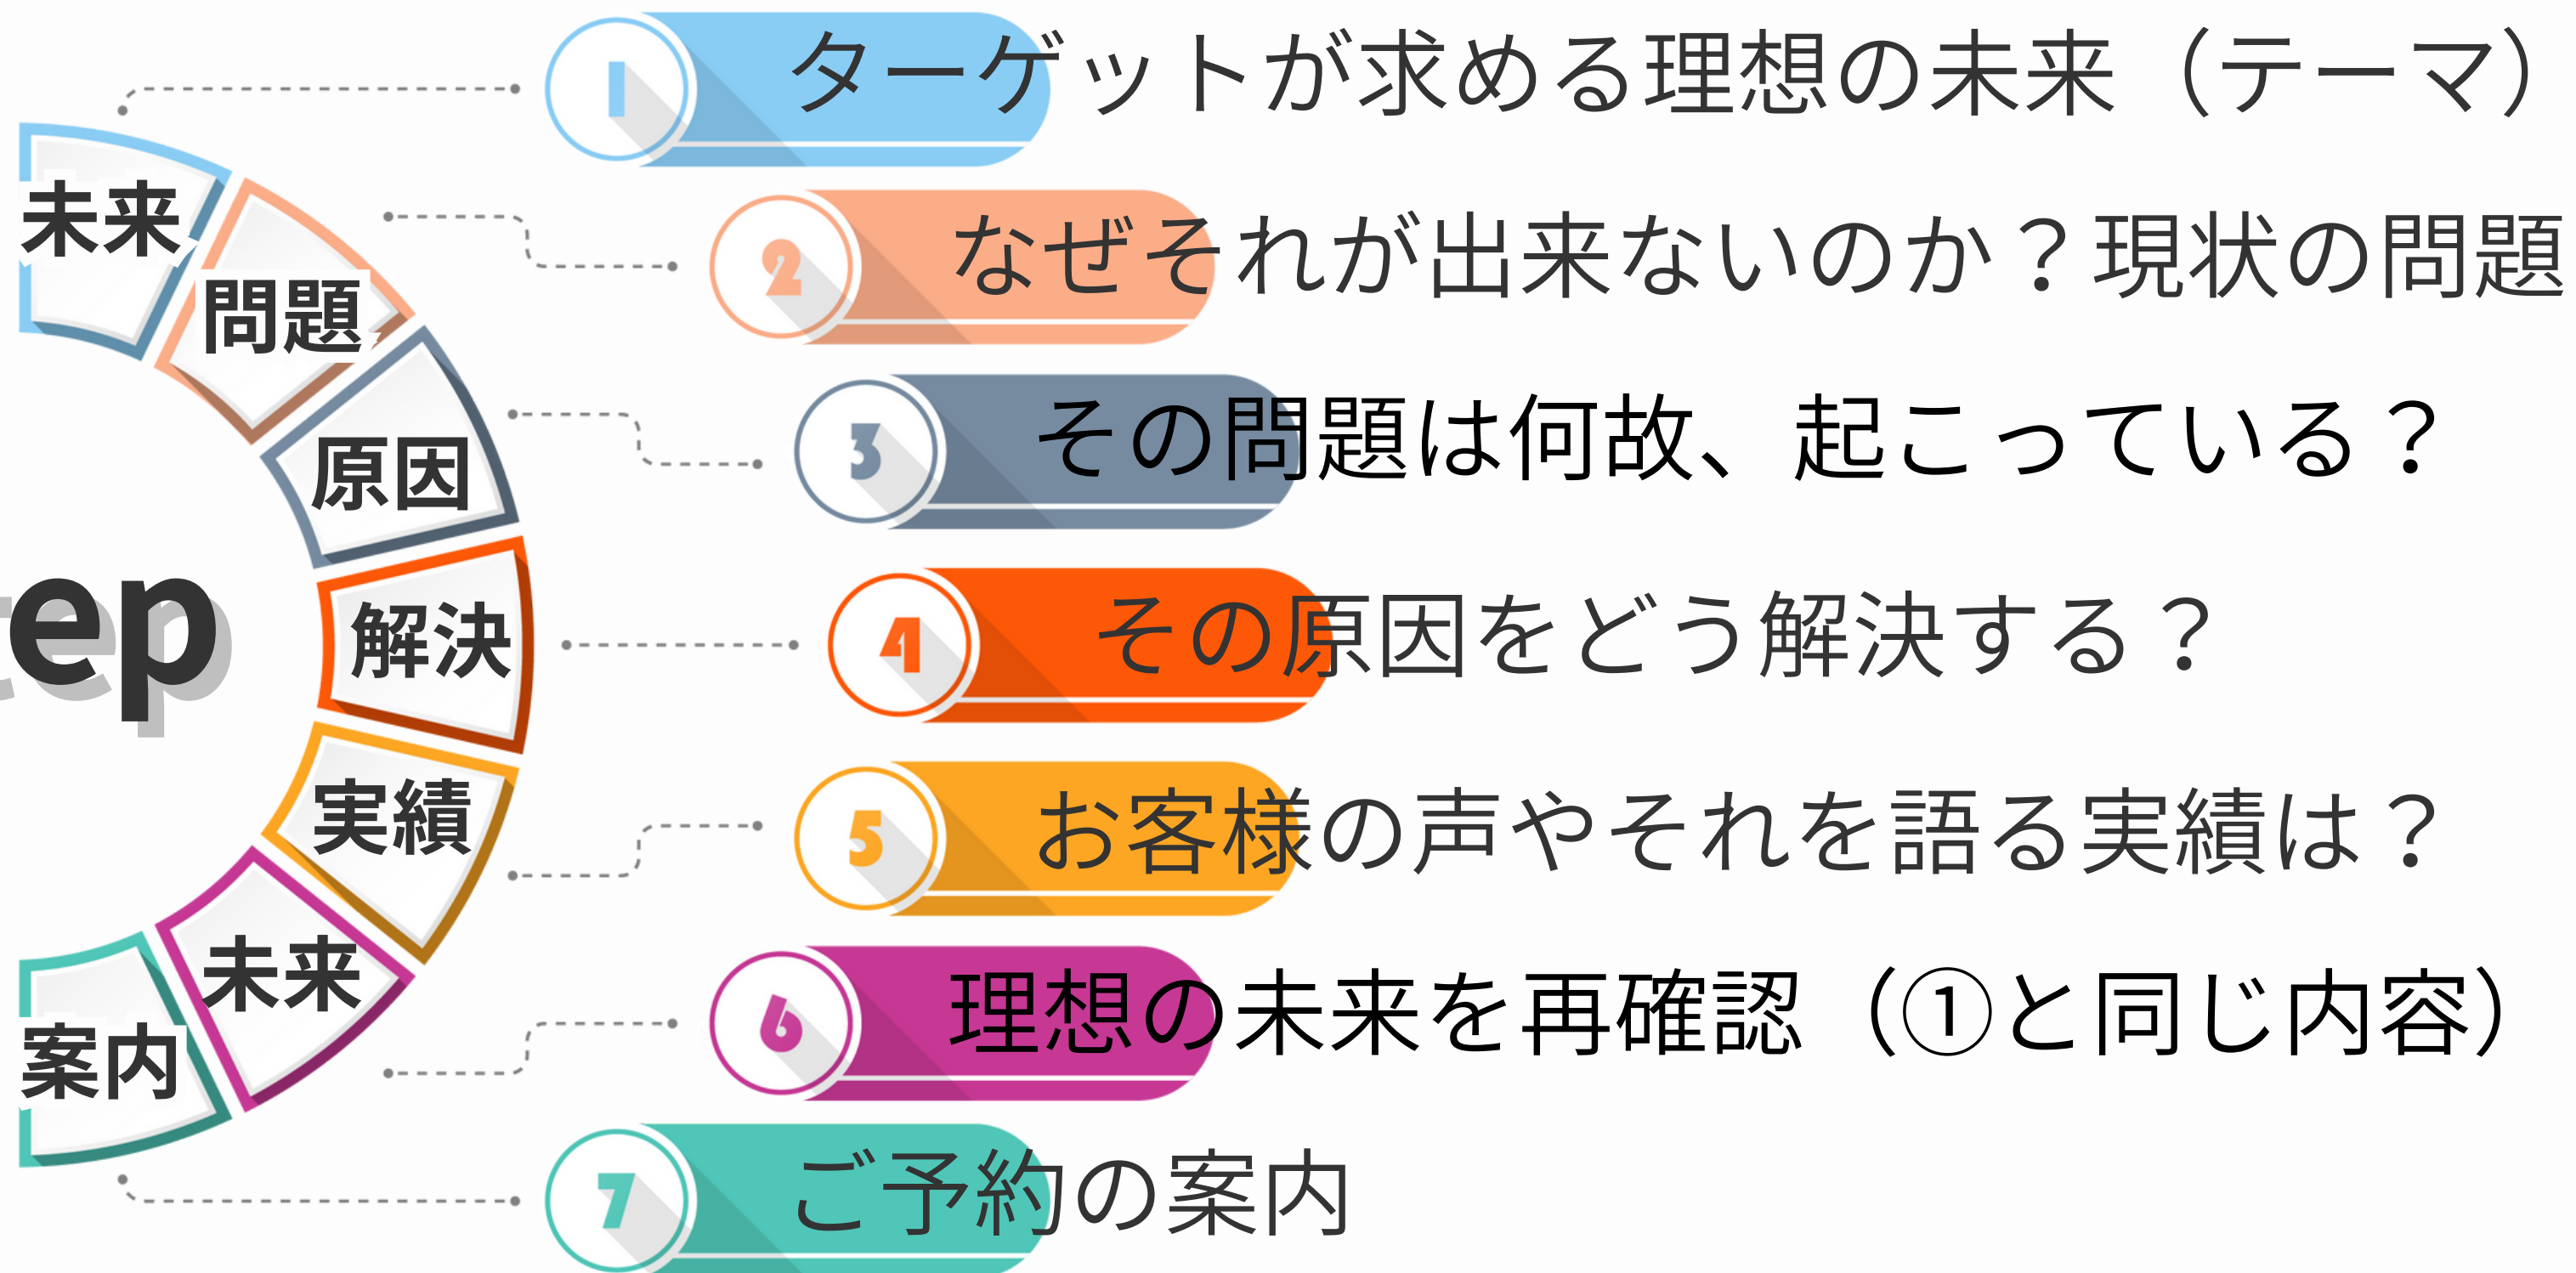 1 ターゲットが求める理想の未来（テーマ）
未来
2 なぜそれが出来ないのか？現状の問題
問題
3 その問題は何故、起こっている？
原因
4 その原因をどう解決する？
解決
ep
5 お客様の声やそれを語る実績は？
実績
6 理想の未来を再確認（①と同じ内容）
未来
案内
7 ご予約の案内